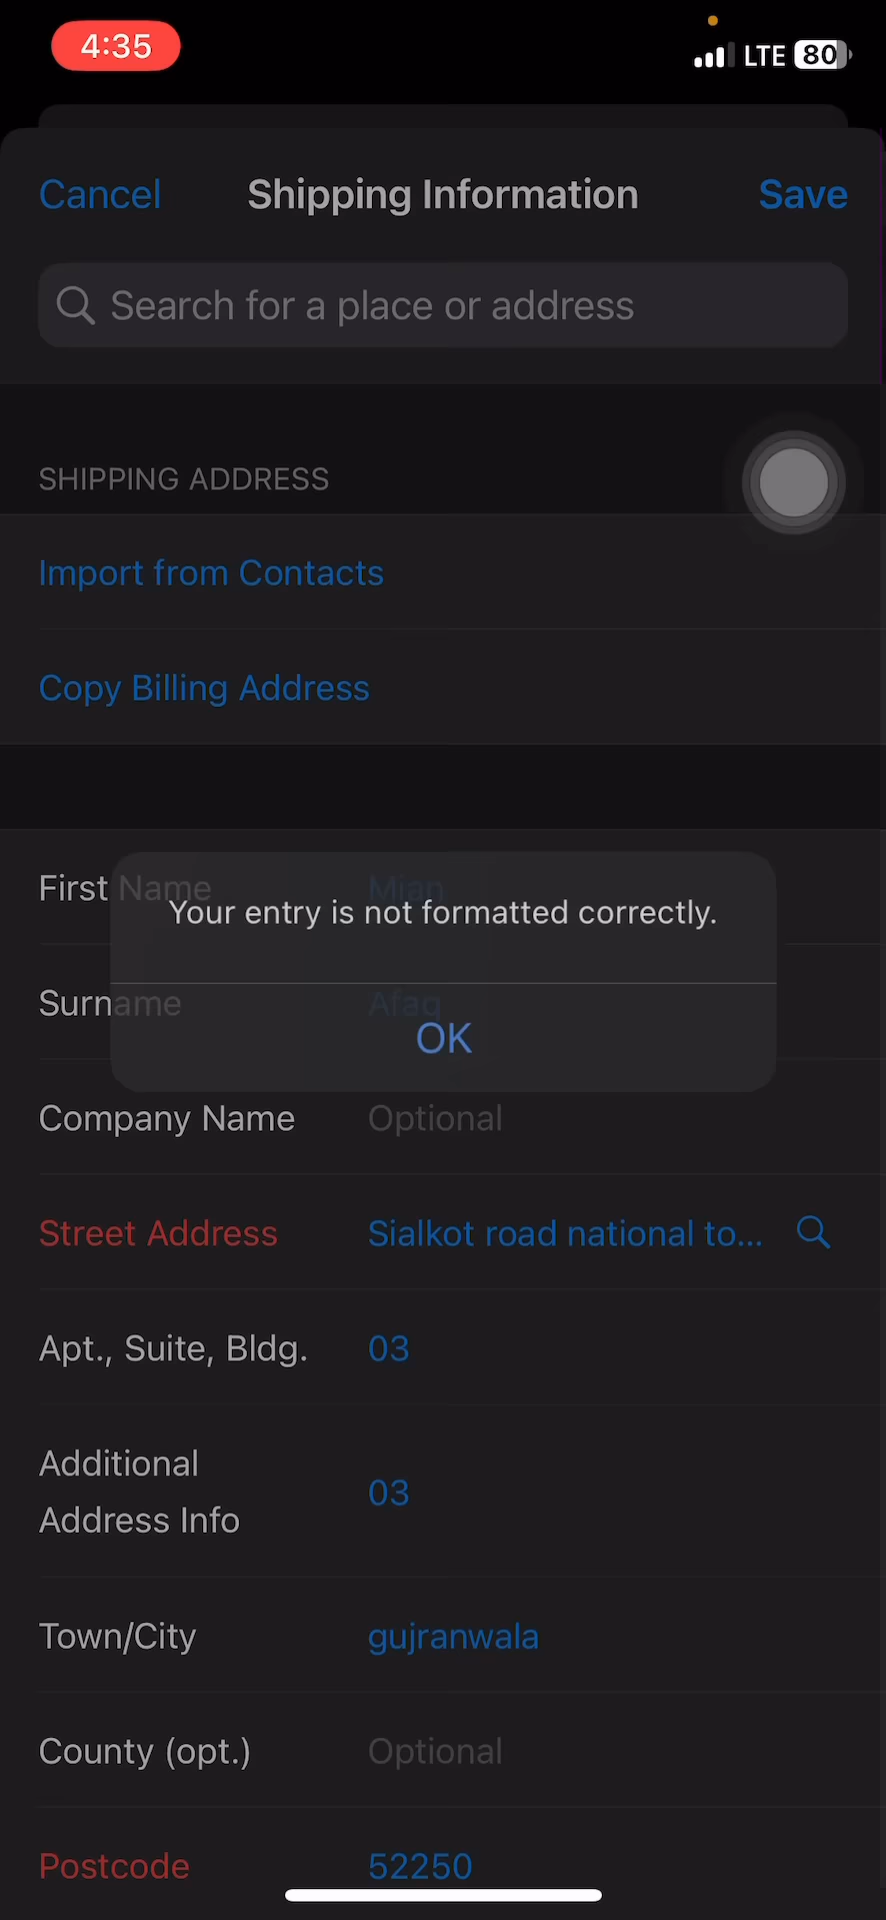 4:35
LTE 80
Cancel
Shipping Information
Save
Search for a place or address
SHIPPING ADDRESS
Import from Contacts
Copy Billing Address
First Name Mian
Your entry is not formatted correctly.
Surname Afaq
OK
Company Name Optional
Street Address Sialkot road national to...
Apt., Suite, Bldg. 03
Additional
Address Info 03
Town/City gujranwala
County (opt.) Optional
Postcode 52250